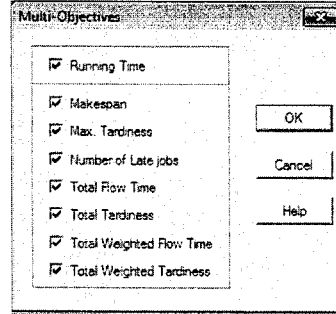 Multi-Objectives
Running Time
Makespan
Max. Tardiness
Number of Late jobs
Total Flow Time
Total Tardiness
Total Weighted Flow Time
Total Weighted Tardiness
OK
Cancel
Help